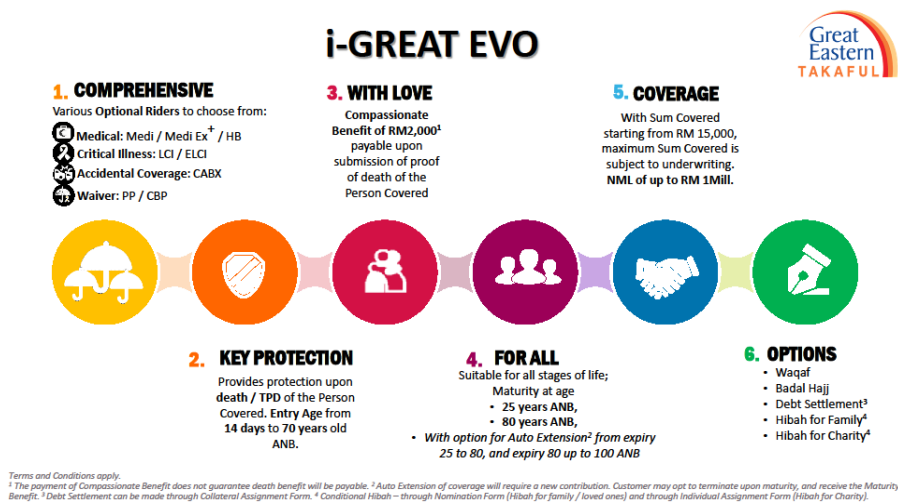 i-GREAT EVO
Great
Eastern
TAKAFUL
1. COMPREHENSIVE
Various Optional Riders to choose from:
Medical: Medi / Medi Ex+ / HB
Critical Illness: LCI / ELCI
Accidental Coverage: CABX
Waiver: PP / CBP
3. WITH LOVE
Compassionate
Benefit of RM2,000¹
payable upon
submission of proof
of death of the
Person Covered
5. COVERAGE
With Sum Covered
starting from RM 15,000,
maximum Sum Covered is
subject to underwriting.
NML of up to RM 1Mill.
2. KEY PROTECTION
Provides protection upon
death / TPD of the Person
Covered. Entry Age from
14 days to 70 years old
ANB.
4. FOR ALL
Suitable for all stages of life;
Maturity at age
• 25 years ANB,
• 80 years ANB,
• With option for Auto Extension² from expiry
25 to 80, and expiry 80 up to 100 ANB
6. OPTIONS
• Waqaf
• Badal Hajj
• Debt Settlement³
• Hibah for Family⁴
• Hibah for Charity⁴
Terms and Conditions apply.
¹ The payment of Compassionate Benefit does not guarantee death benefit will be payable. ² Auto Extension of coverage will require a new contribution. Customer may opt to terminate upon maturity, and receive the Maturity
Benefit. ³ Debt Settlement can be made through Collateral Assignment Form. ⁴ Conditional Hibah – through Nomination Form (Hibah for family / loved ones) and through Individual Assignment Form (Hibah for Charity).